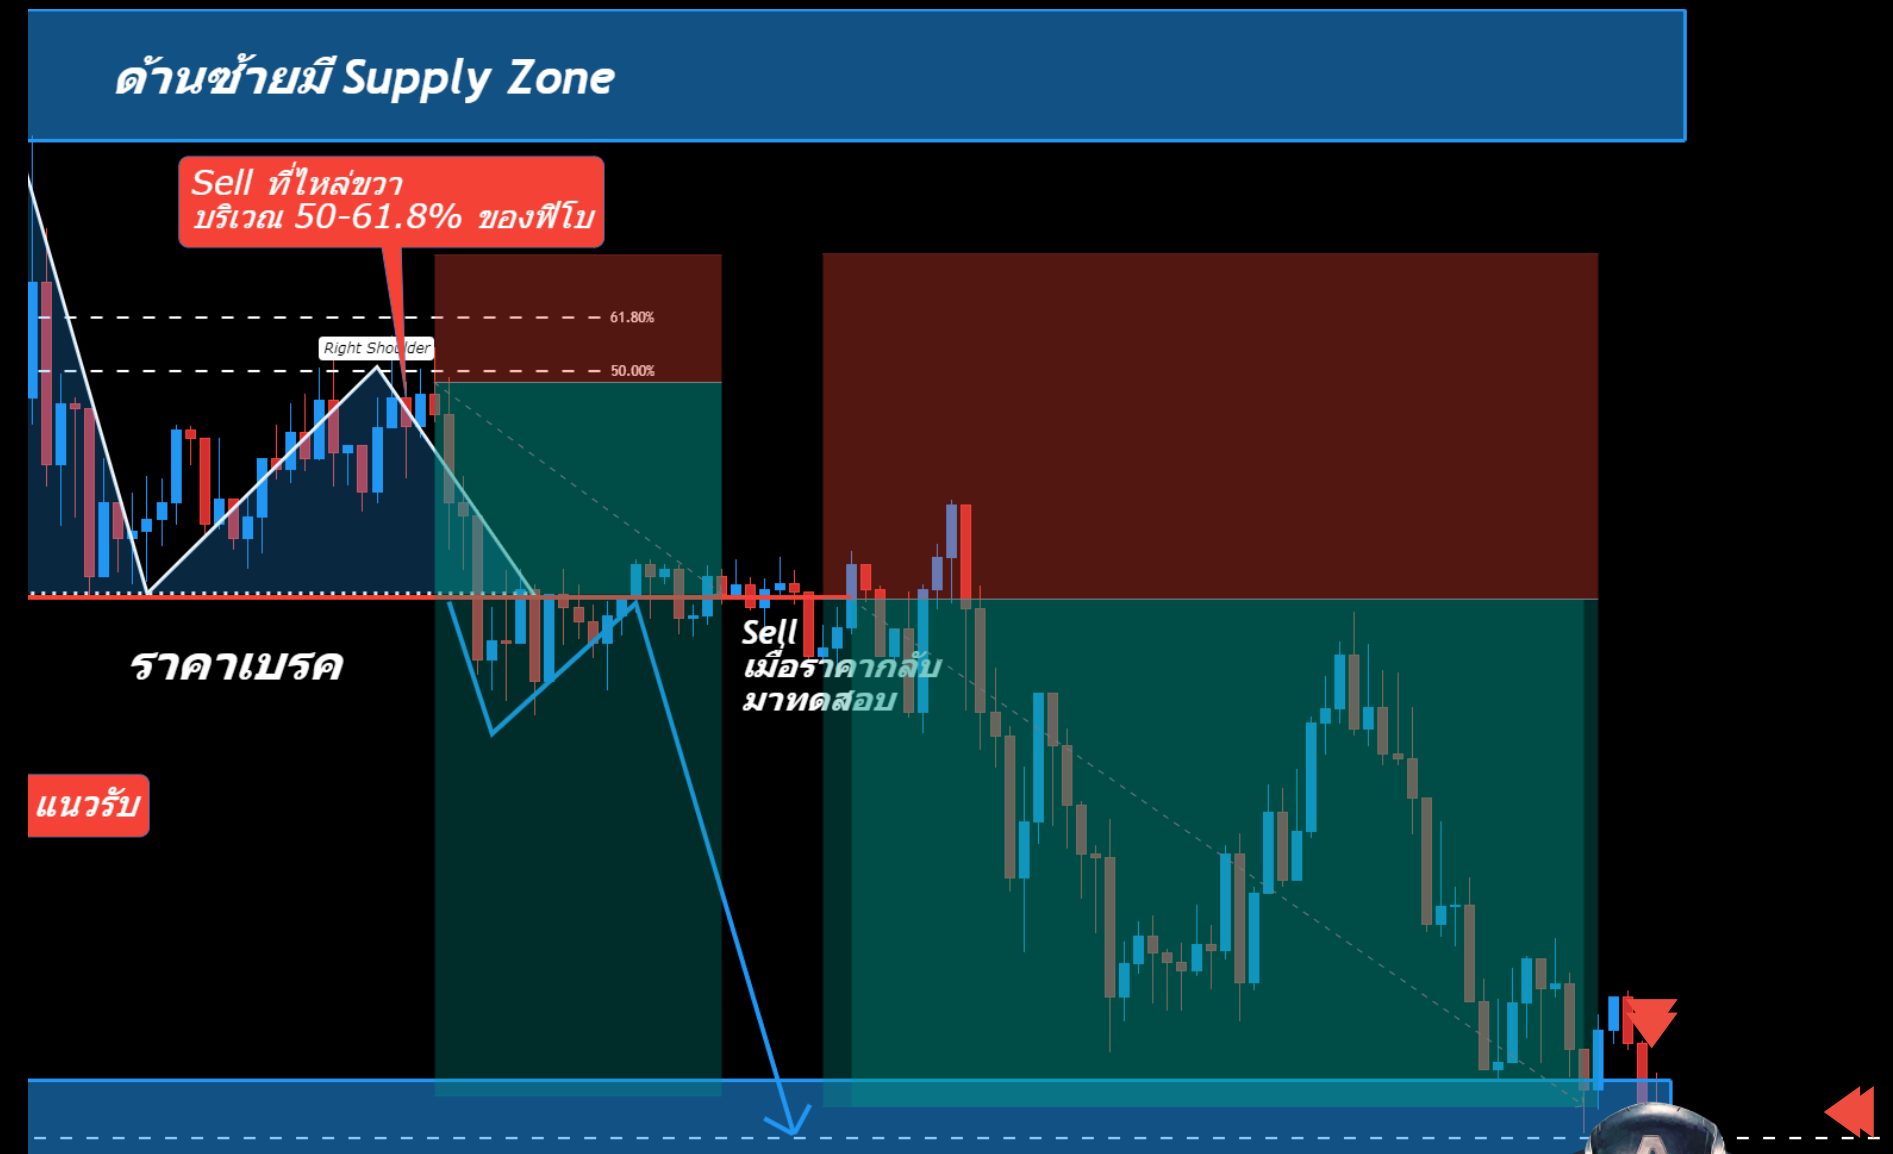 ด้านซ้ายมี Supply Zone
Sell ที่ไหล่ขวา
บริเวณ 50-61.8% ของฟิโบ
61.80%
Right Shoulder
50.00%
Sell
เมื่อราคากลับ
มาทดสอบ
ราคาเบรค
แนวรับ
A